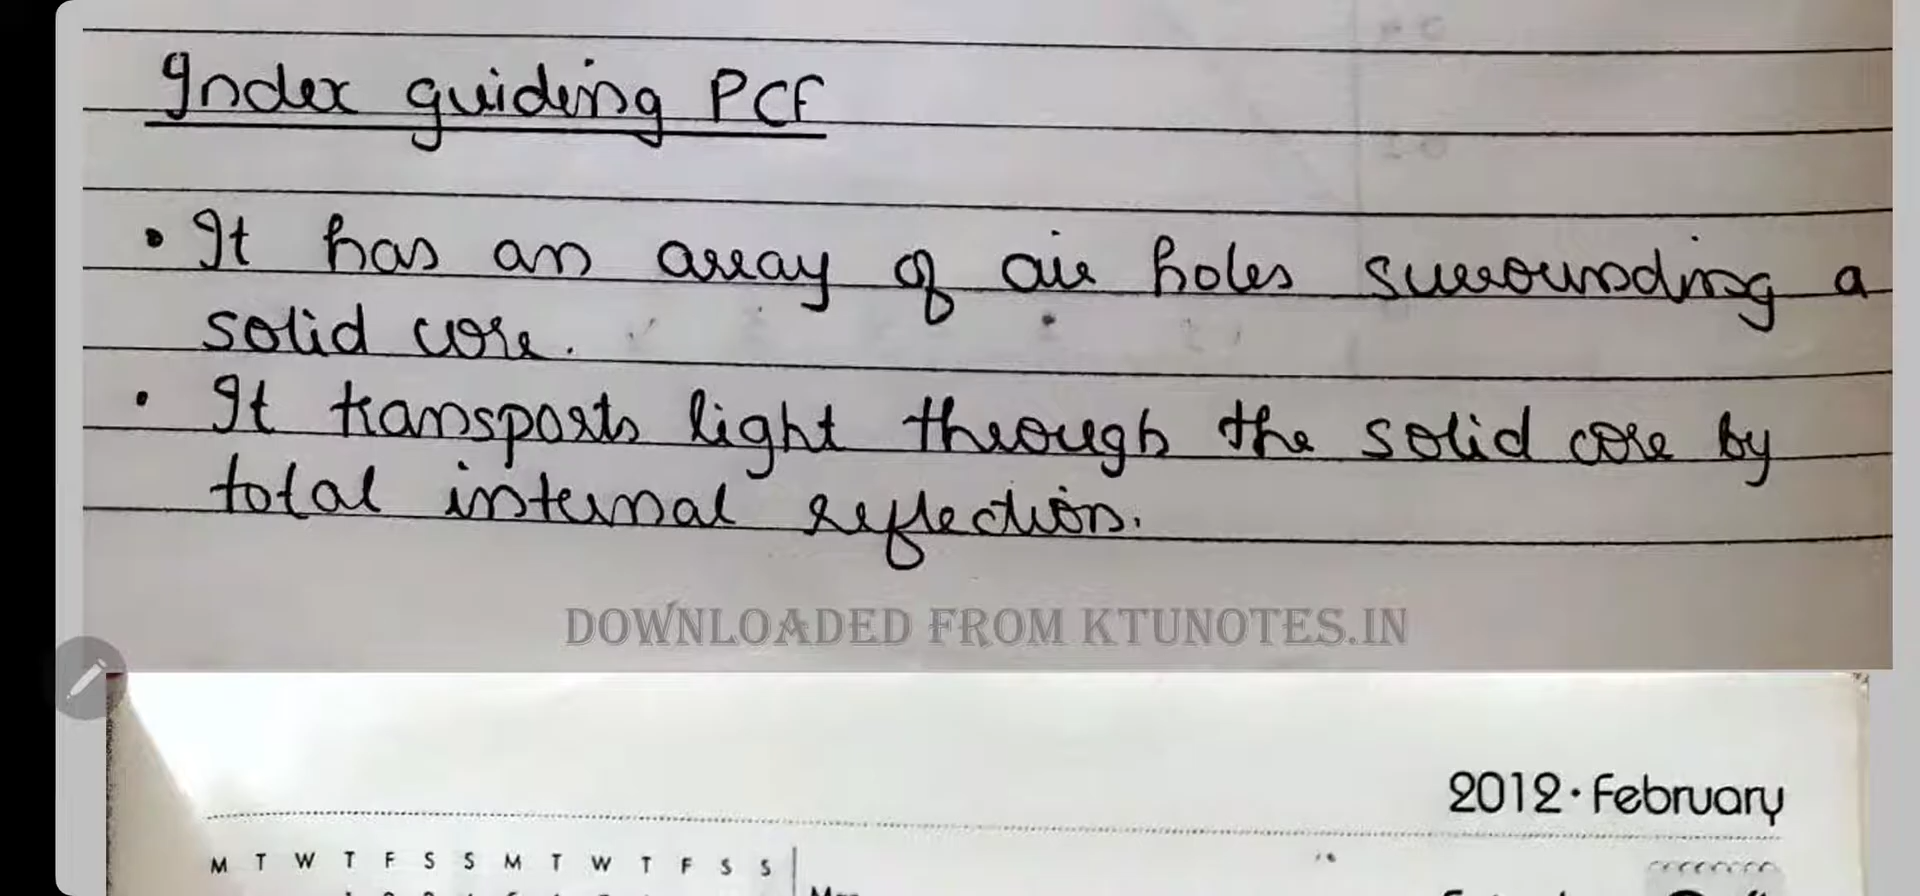 Index guiding PCF
• It has an array of air holes surrounding a
solid core.
• It transports light through the solid core by
total internal reflection.
DOWNLOADED FROM KTUNOTES.IN
2012 • February
M T W T F S S M T W T F S S